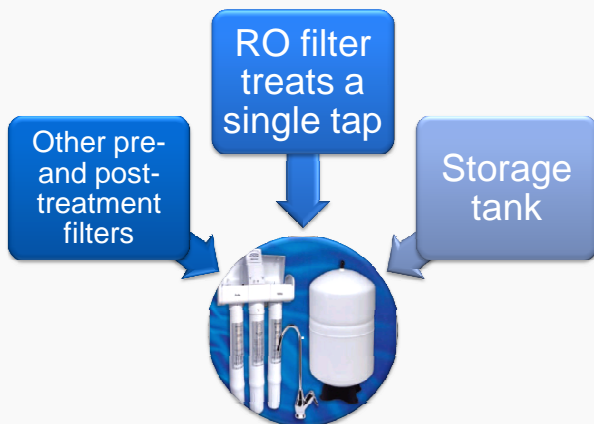 RO filter
treats a
single tap
Other pre-
and post-
treatment
filters
Storage
tank